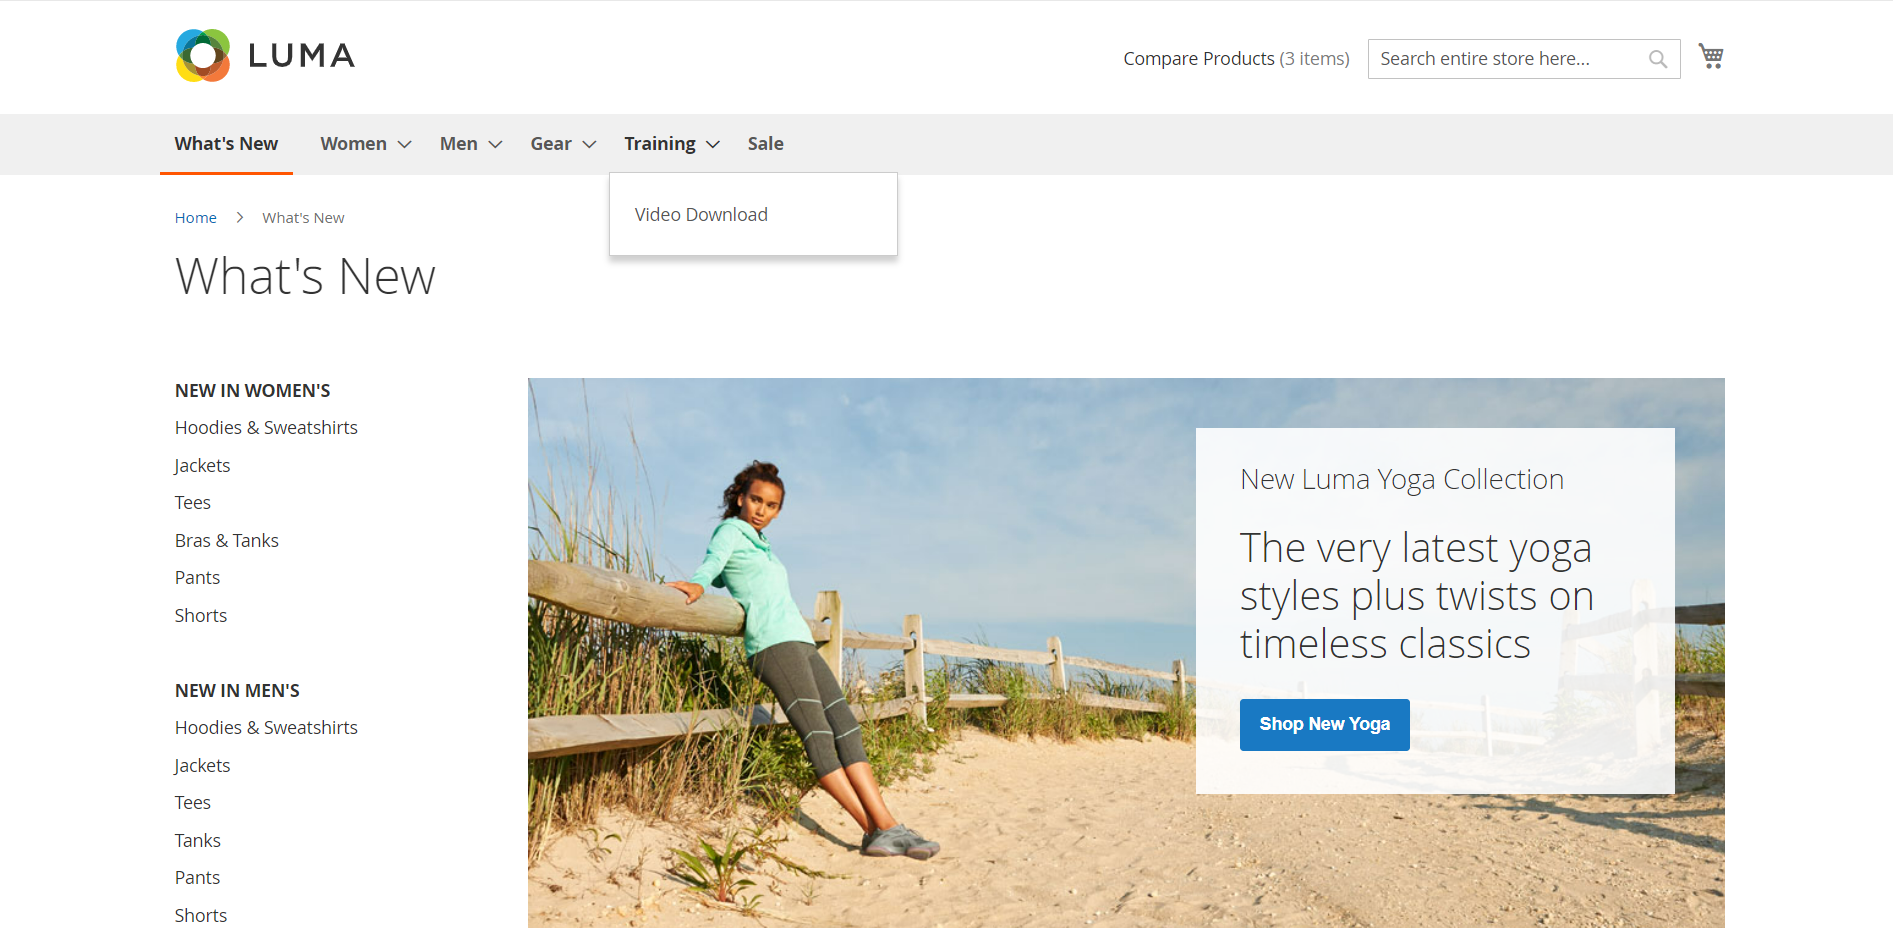 LUMA
Compare Products (3 items)
Search entire store here...
What's New
Women
Men
Gear
Training
Sale
Video Download
Home
What's New
What's New
NEW IN WOMEN'S
Hoodies & Sweatshirts
Jackets
Tees
Bras & Tanks
Pants
Shorts
NEW IN MEN'S
Hoodies & Sweatshirts
Jackets
Tees
Tanks
Pants
Shorts
New Luma Yoga Collection
The very latest yoga
styles plus twists on
timeless classics
Shop New Yoga